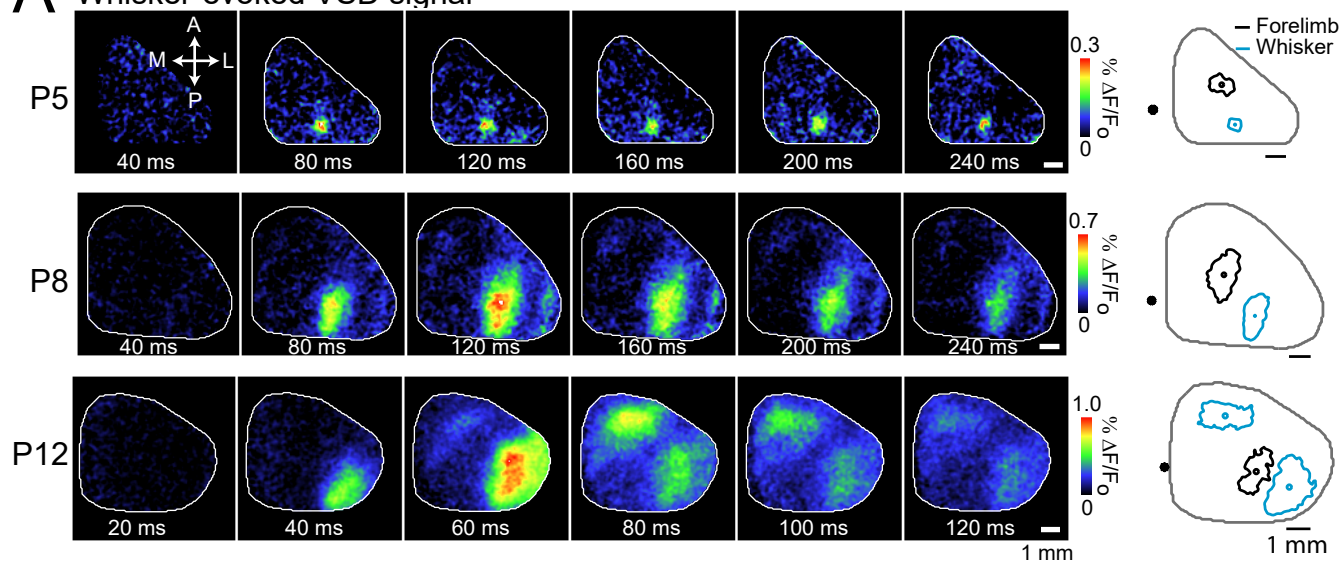 A Whisker-evoked VSD signal
A
M L
P
P5
40 ms 80 ms 120 ms 160 ms 200 ms 240 ms
0.3
% ΔF/Fo
0
Forelimb
Whisker
P8
40 ms 80 ms 120 ms 160 ms 200 ms 240 ms
0.7
% ΔF/Fo
0
P12
20 ms 40 ms 60 ms 80 ms 100 ms 120 ms
1.0
% ΔF/Fo
0
1 mm
1 mm